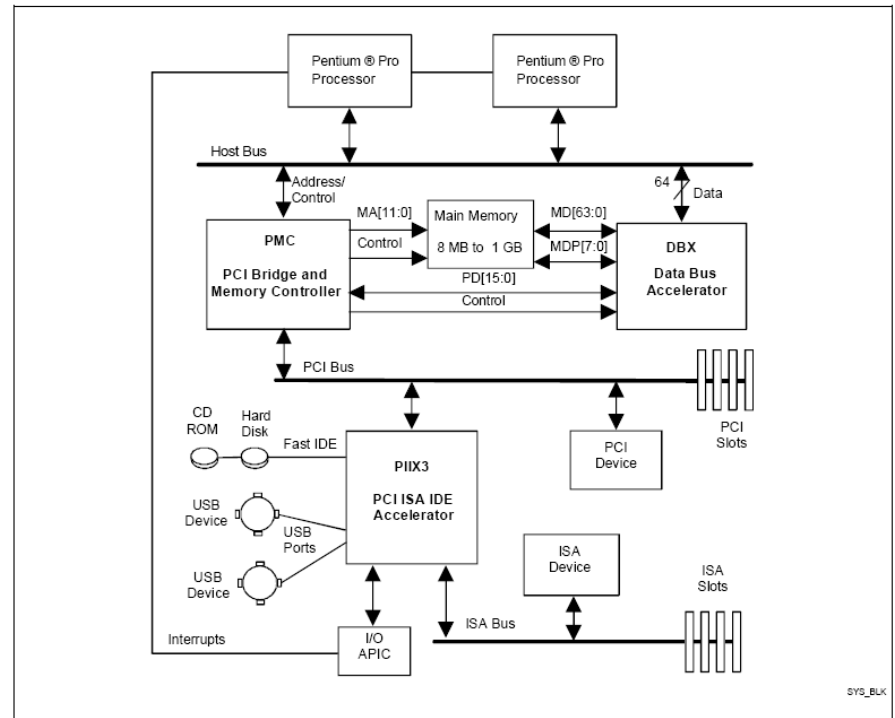 Pentium ® Pro
Processor
Pentium ® Pro
Processor
Host Bus
Address/
Control
64
Data
MA[11:0]
Control
Main Memory
8 MB to 1 GB
MD[63:0]
MDP[7:0]
PMC
PCI Bridge and
Memory Controller
DBX
Data Bus
Accelerator
PD[15:0]
Control
PCI Bus
PCI
Slots
CD
ROM
Hard
Disk
Fast IDE
PIIX3
PCI ISA IDE
Accelerator
PCI
Device
USB
Device
USB
Ports
USB
Device
ISA
Device
ISA
Slots
ISA Bus
Interrupts
I/O
APIC
SYS_BLK